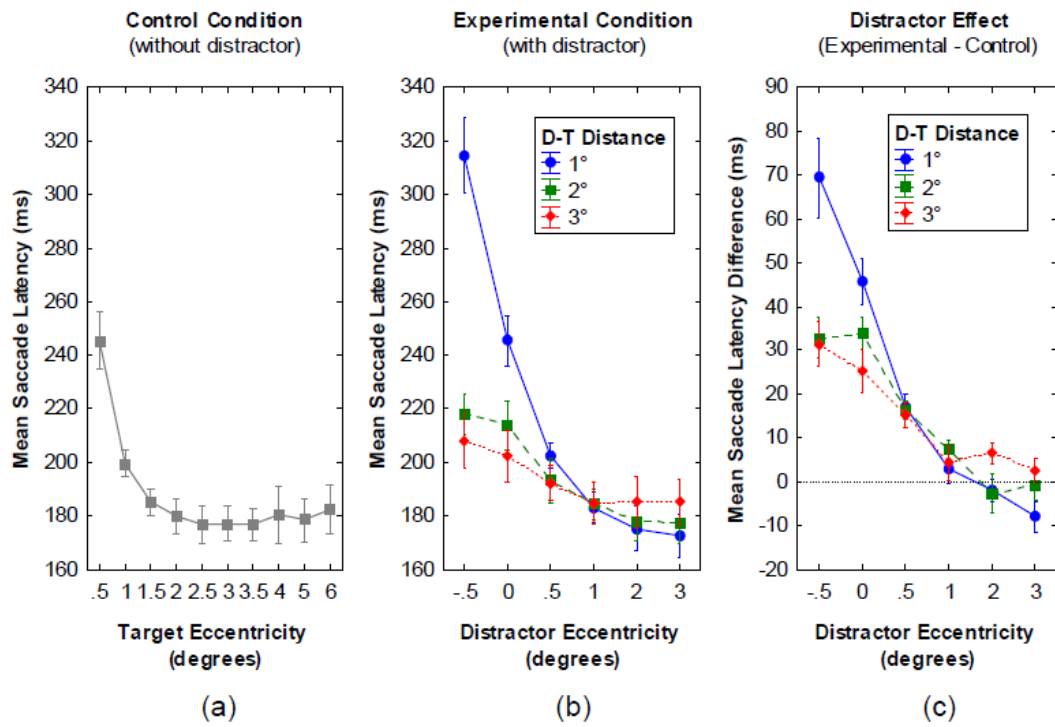 Control Condition
(without distractor)
Mean Saccade Latency (ms)
340
320
300
280
260
240
220
200
180
160
.5 1 1.5 2 2.5 3 3.5 4 5 6
Target Eccentricity
(degrees)
(a)
Experimental Condition
(with distractor)
Mean Saccade Latency (ms)
340
320
300
280
260
240
220
200
180
160
D-T Distance
1°
2°
3°
-.5 0 .5 1 2 3
Distractor Eccentricity
(degrees)
(b)
Distractor Effect
(Experimental - Control)
Mean Saccade Latency Difference (ms)
90
80
70
60
50
40
30
20
10
0
-10
-20
D-T Distance
1°
2°
3°
-.5 0 .5 1 2 3
Distractor Eccentricity
(degrees)
(c)